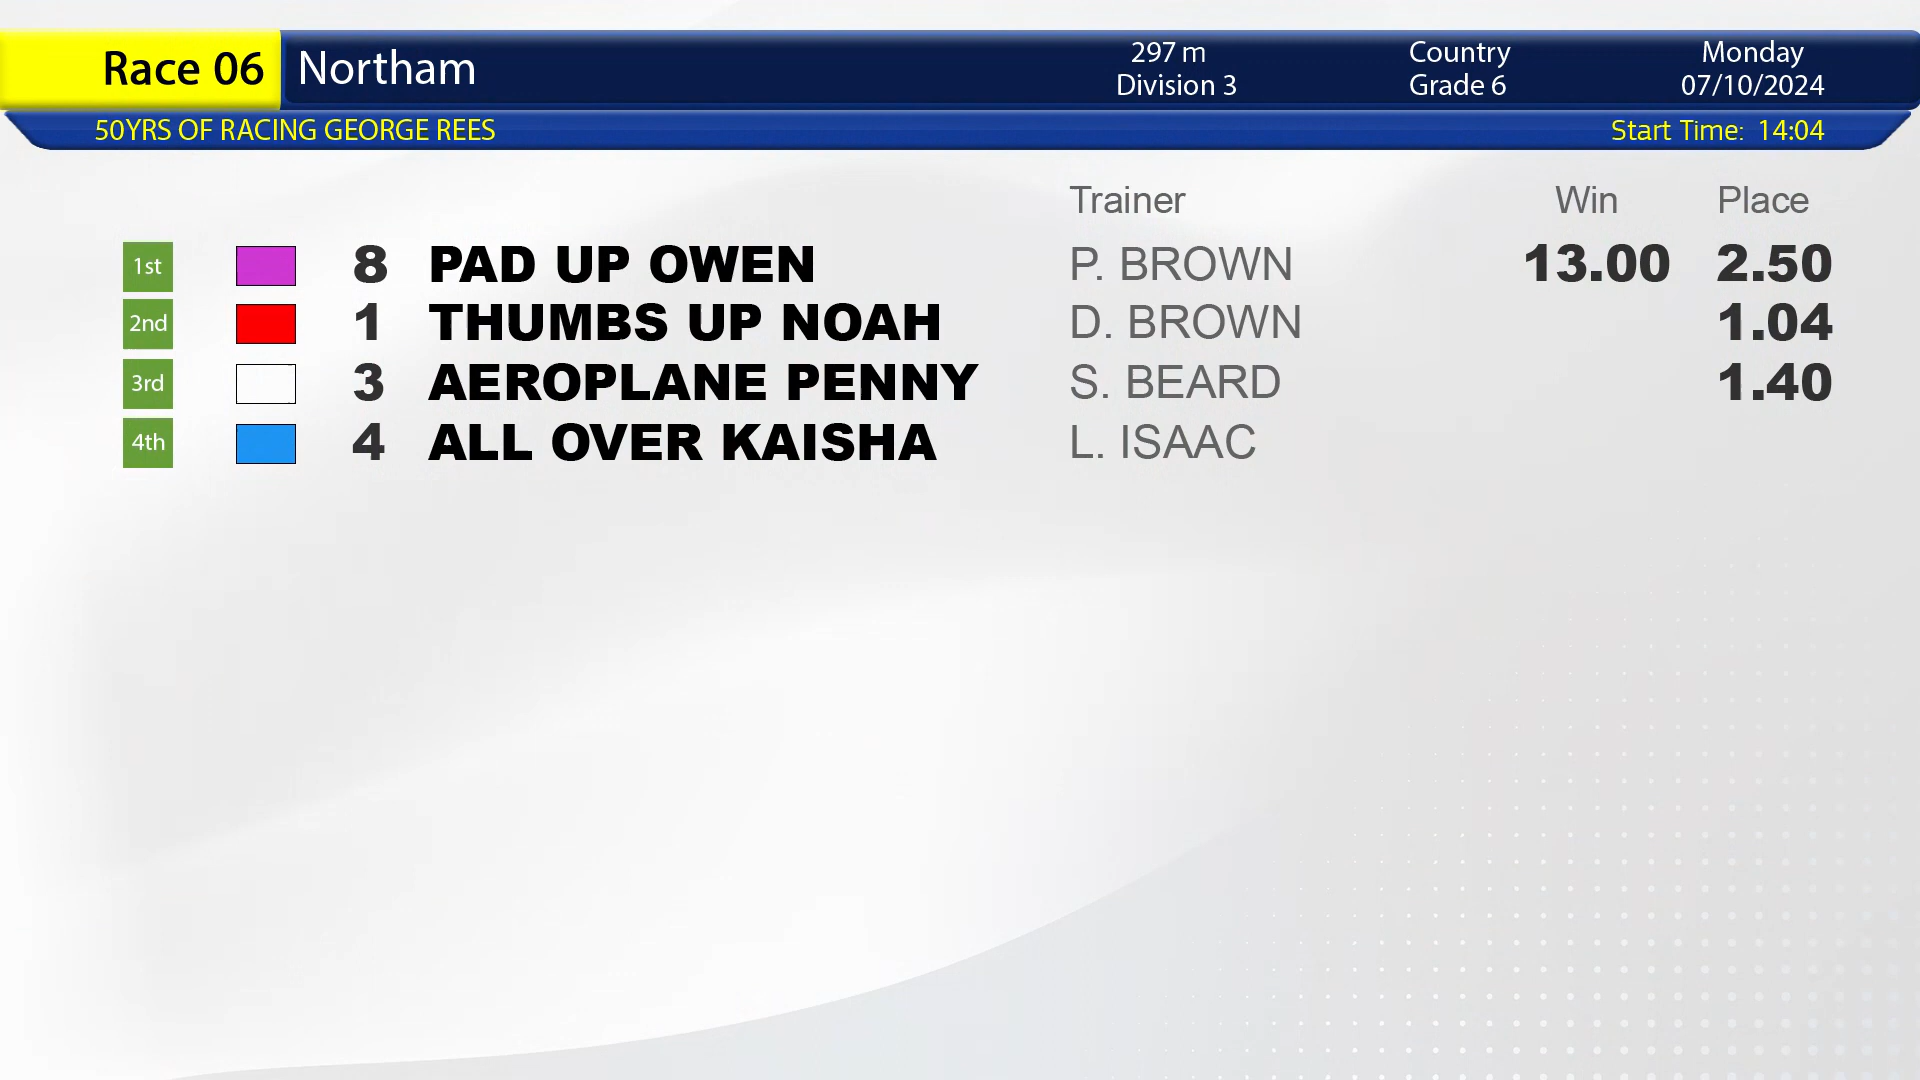 Race 06 Northam 297 m Country Monday
Division 3 Grade 6 07/10/2024
50YRS OF RACING GEORGE REES Start Time: 14:04
Trainer Win Place
1st 8 PAD UP OWEN P. BROWN 13.00 2.50
2nd 1 THUMBS UP NOAH D. BROWN 1.04
3rd 3 AEROPLANE PENNY S. BEARD 1.40
4th 4 ALL OVER KAISHA L. ISAAC